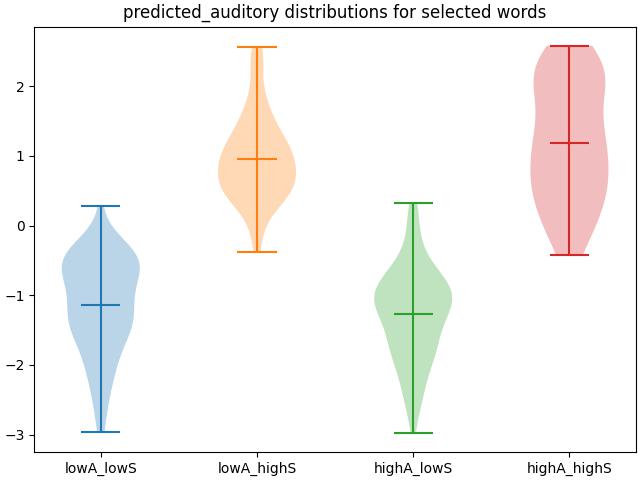 predicted_auditory distributions for selected words
2
1
0
−1
−2
−3
lowA_lowS
lowA_highS
highA_lowS
highA_highS